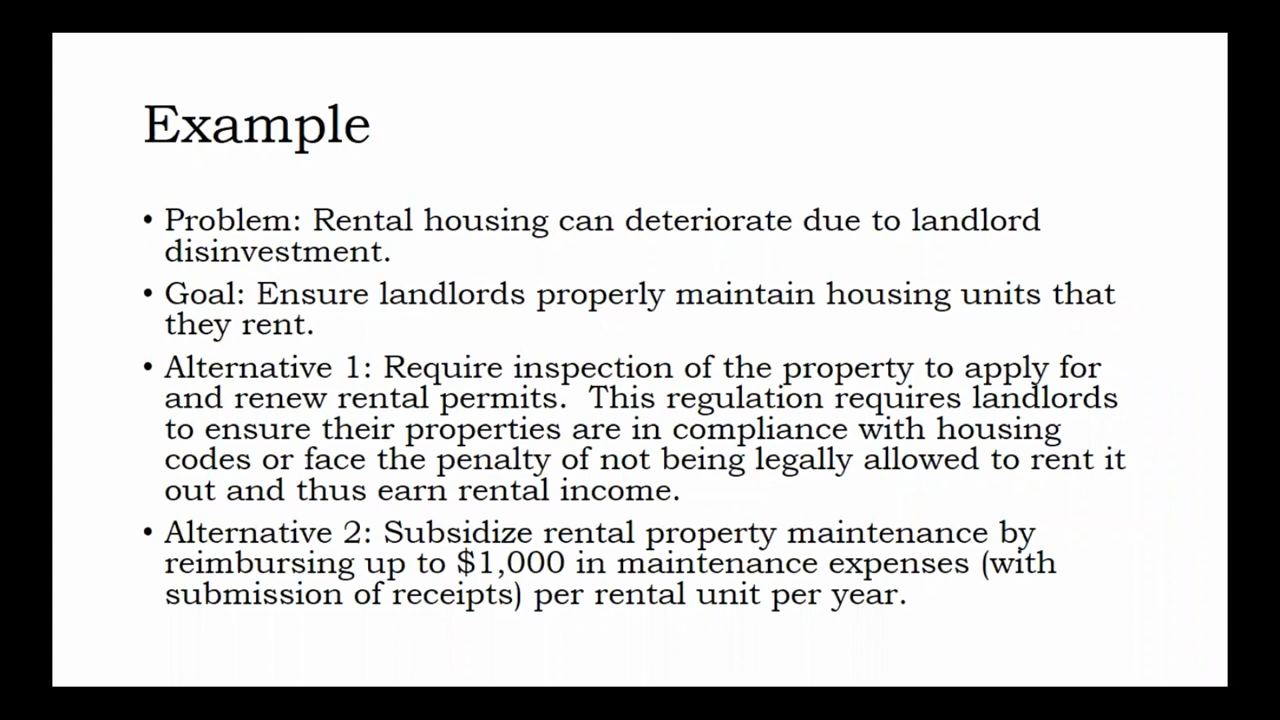 Example
• Problem: Rental housing can deteriorate due to landlord
disinvestment.
• Goal: Ensure landlords properly maintain housing units that
they rent.
• Alternative 1: Require inspection of the property to apply for
and renew rental permits.  This regulation requires landlords
to ensure their properties are in compliance with housing
codes or face the penalty of not being legally allowed to rent it
out and thus earn rental income.
• Alternative 2: Subsidize rental property maintenance by
reimbursing up to $1,000 in maintenance expenses (with
submission of receipts) per rental unit per year.